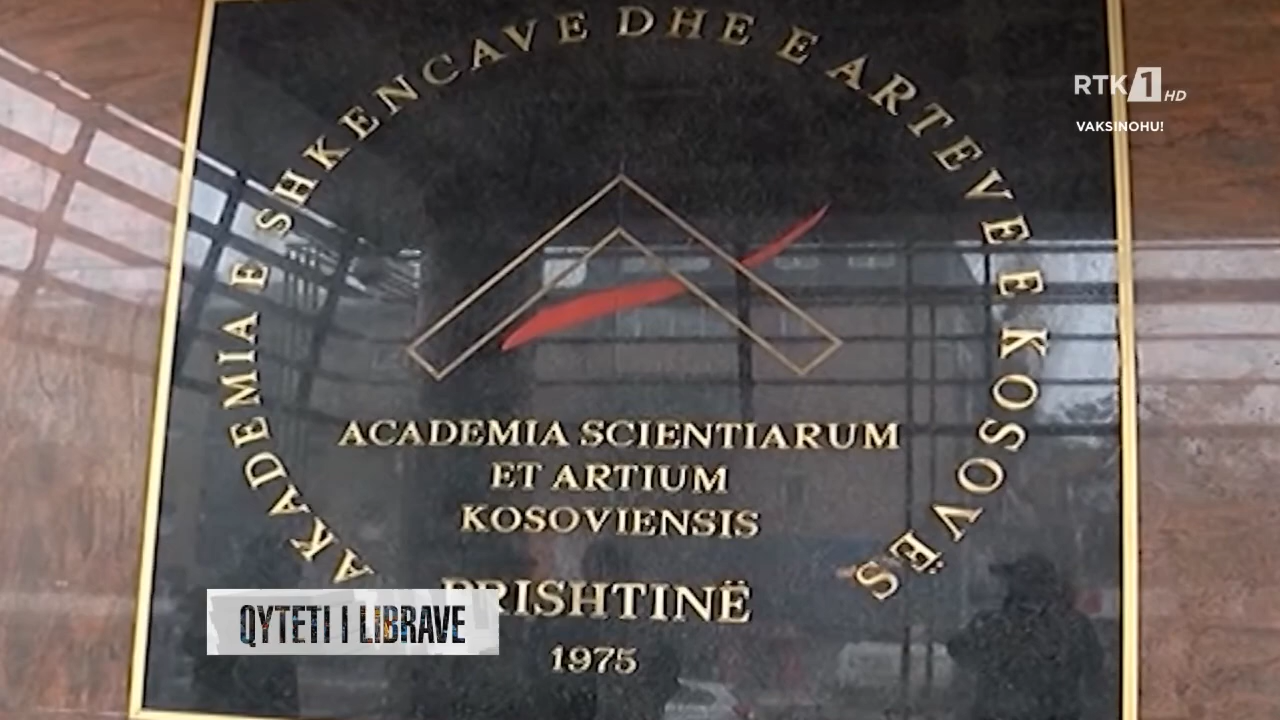 AKADEMIA E SHKENCAVE DHE E ARTEVE E KOSOVËS
RTK 1 HD
VAKSINOHU!
ACADEMIA SCIENTIARUM
ET ARTIUM
KOSOVIENSIS
PRISHTINË
1975
QYTETI I LIBRAVE